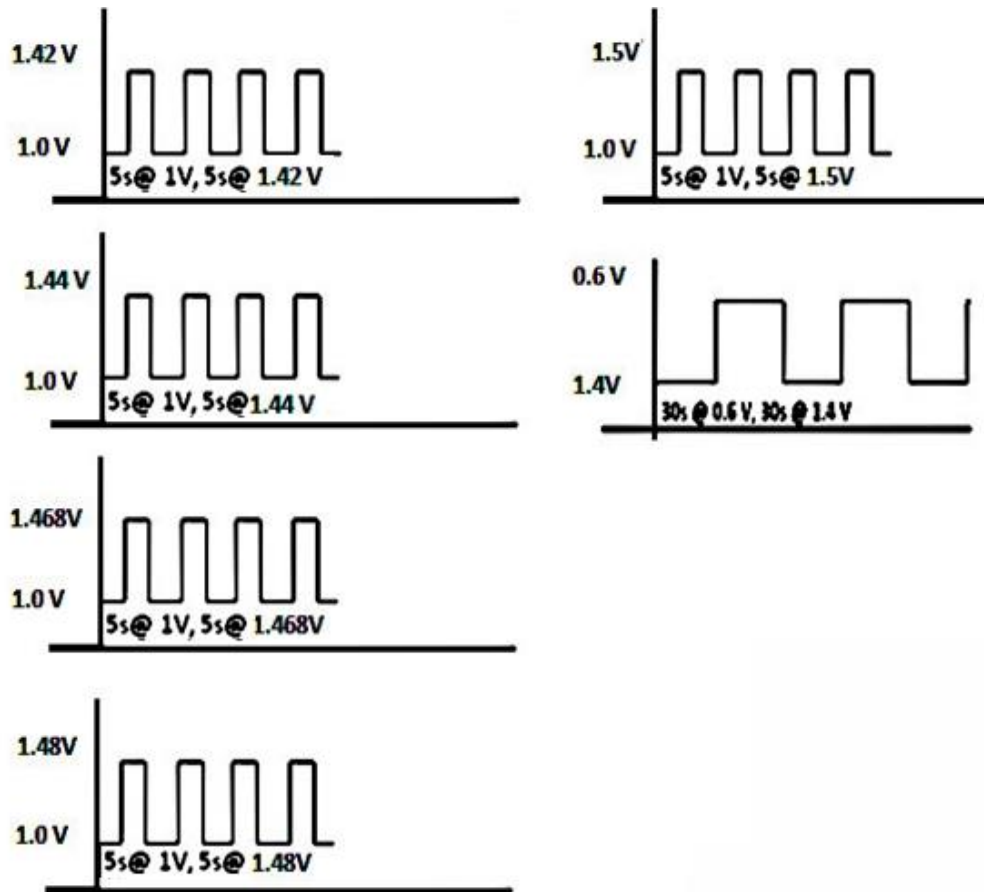 1.42 V
1.0 V
5s@ 1V, 5s@ 1.42 V
1.5V
1.0 V
5s@ 1V, 5s@ 1.5V
1.44 V
1.0 V
5s@ 1V, 5s@ 1.44 V
0.6 V
1.4V
30s @ 0.6 V, 30s @ 1.4 V
1.468V
1.0 V
5s@ 1V, 5s@ 1.468V
1.48V
1.0 V
5s@ 1V, 5s@ 1.48V